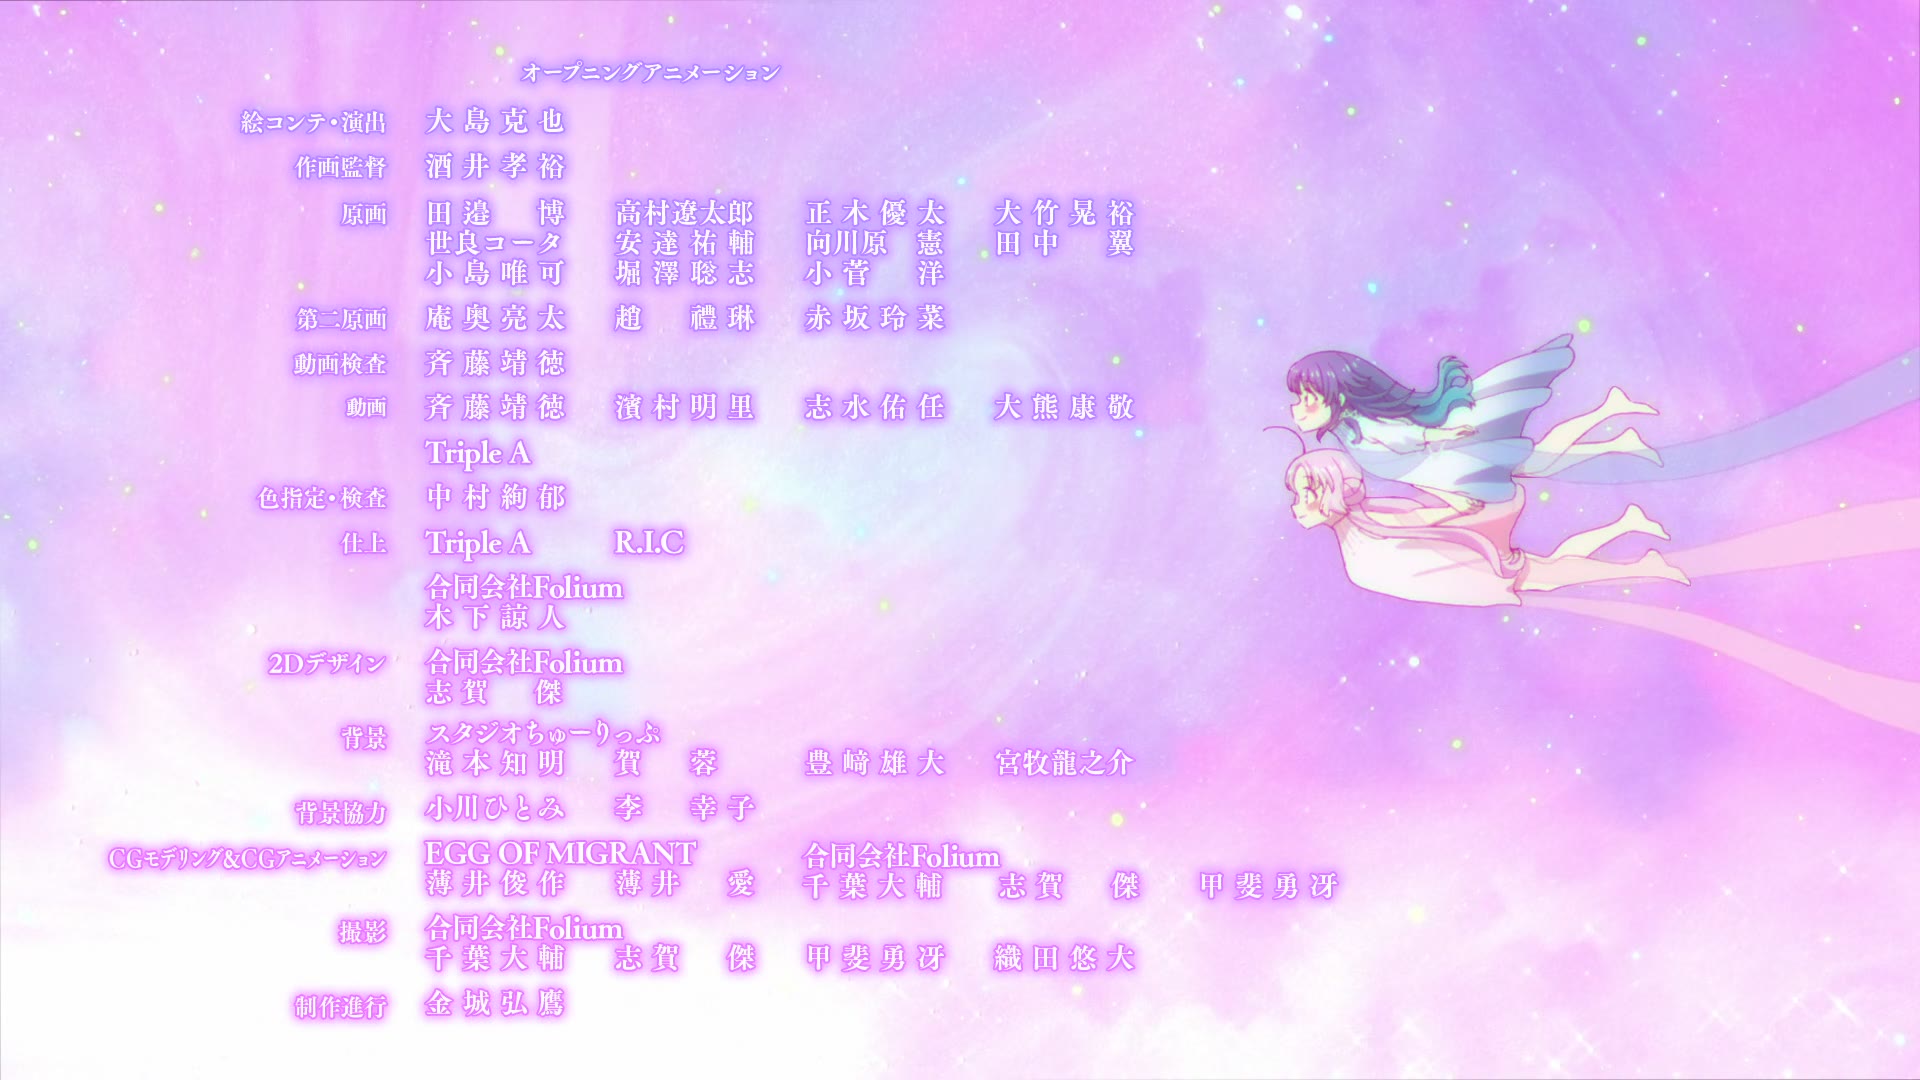 オープニングアニメーション
絵コンテ・演出 大島克也
作画監督 酒井孝裕
原画 田邉 博 高村遼太郎 正木優太 大竹晃裕
世良コータ 安達祐輔 向川原 憲 田中 翼
小島唯可 堀澤聡志 小菅 洋
第二原画 庵奥亮太 趙 禮琳 赤坂玲菜
動画検査 斉藤靖徳
動画 斉藤靖徳 濱村明里 志水佑任 大熊康敬
Triple A
色指定・検査 中村絢郁
仕上 Triple A R.I.C
合同会社Folium
木下諒人
2Dデザイン 合同会社Folium
志賀 傑
背景 スタジオちゅーりっぷ
滝本知明 賀 蓉 豊﨑雄大 宮牧龍之介
背景協力 小川ひとみ 李 幸子
CGモデリング&CGアニメーション EGG OF MIGRANT 合同会社Folium
薄井俊作 薄井 愛 千葉大輔 志賀 傑 甲斐勇冴
撮影 合同会社Folium
千葉大輔 志賀 傑 甲斐勇冴 織田悠大
制作進行 金城弘鷹